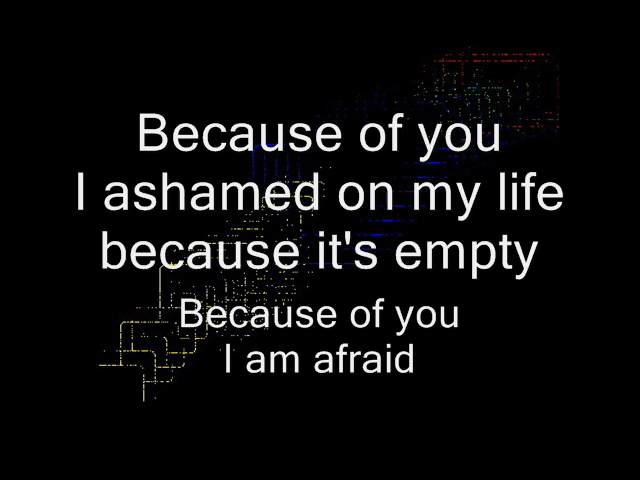 Because of you
I ashamed on my life
because it's empty
Because of you
I am afraid